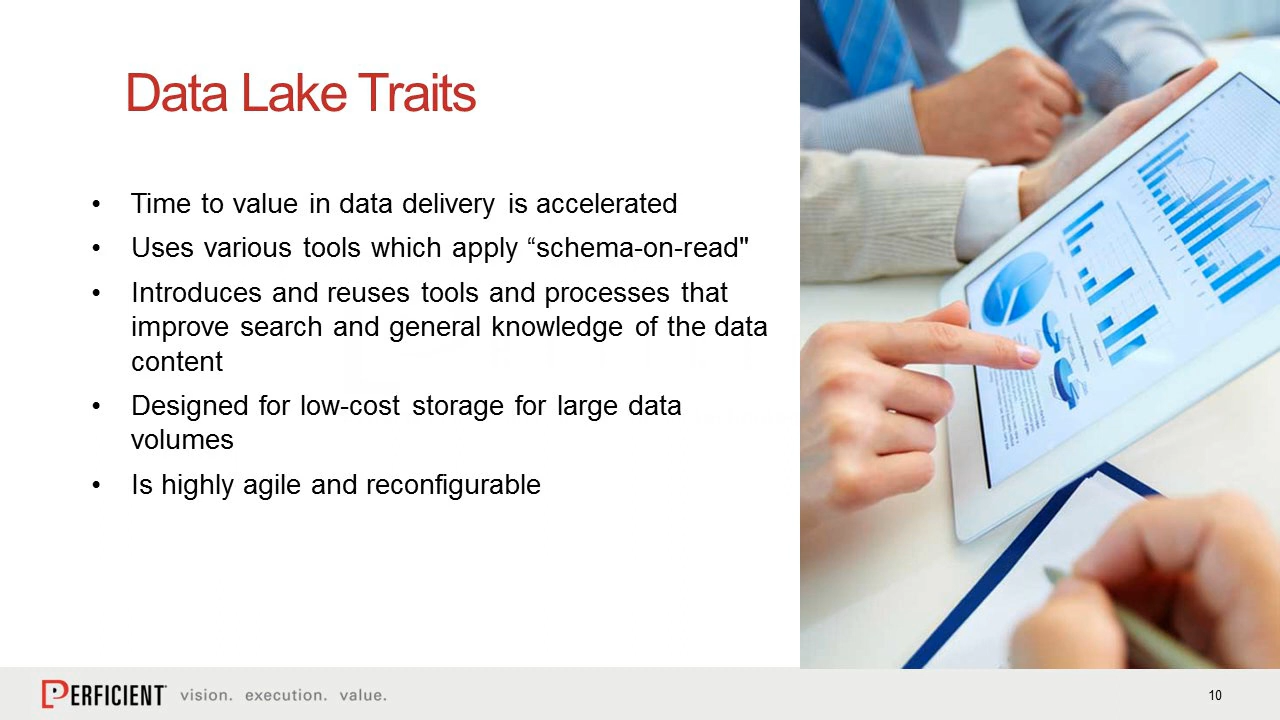 Data Lake Traits
• Time to value in data delivery is accelerated
• Uses various tools which apply “schema-on-read"
• Introduces and reuses tools and processes that
improve search and general knowledge of the data
content
• Designed for low-cost storage for large data
volumes
• Is highly agile and reconfigurable
PERFICIENT vision. execution. value.
10